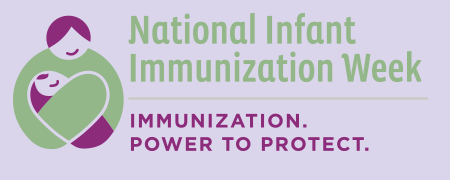 National Infant
Immunization Week
IMMUNIZATION.
POWER TO PROTECT.